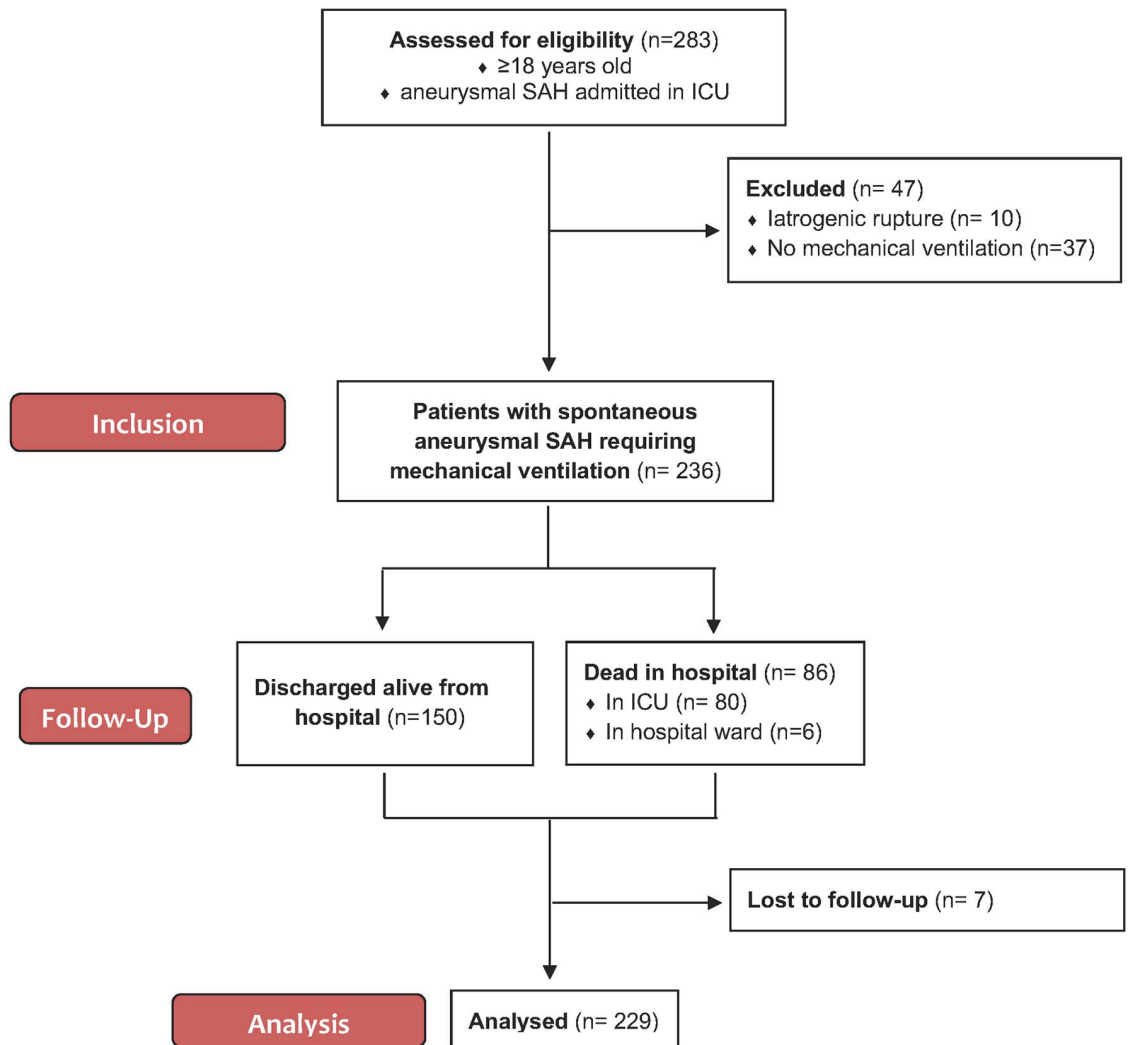 Assessed for eligibility (n=283)
♦ ≥18 years old
♦ aneurysmal SAH admitted in ICU
Excluded (n= 47)
♦ Iatrogenic rupture (n= 10)
♦ No mechanical ventilation (n=37)
Inclusion
Patients with spontaneous
aneurysmal SAH requiring
mechanical ventilation (n= 236)
Follow-Up
Discharged alive from
hospital (n=150)
Dead in hospital (n= 86)
♦ In ICU (n= 80)
♦ In hospital ward (n=6)
Lost to follow-up (n= 7)
Analysis
Analysed (n= 229)